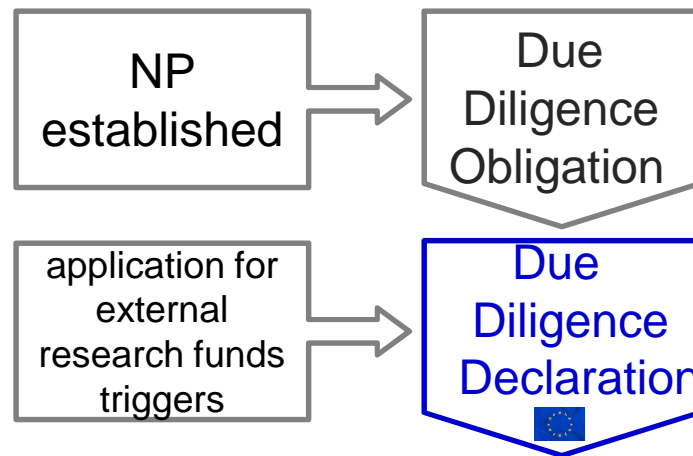 NP
established
Due
Diligence
Obligation
application for
external
research funds
triggers
Due
Diligence
Declaration